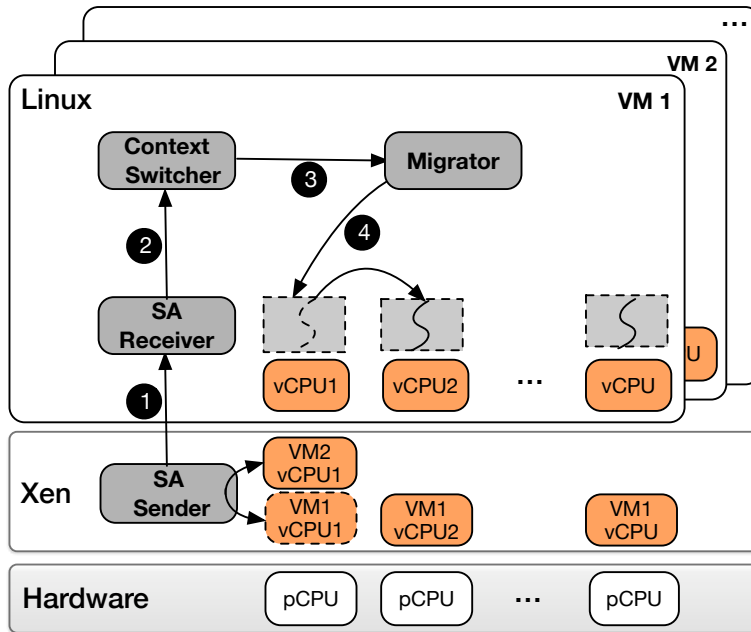 ...
VM 2
Linux
VM 1
Context
Switcher
3
Migrator
2
4
SA
Receiver
vCPU1
vCPU2
...
vCPU
U
1
Xen
SA
Sender
VM2
vCPU1
VM1
vCPU1
VM1
vCPU2
VM1
vCPU
Hardware
pCPU
pCPU
...
pCPU